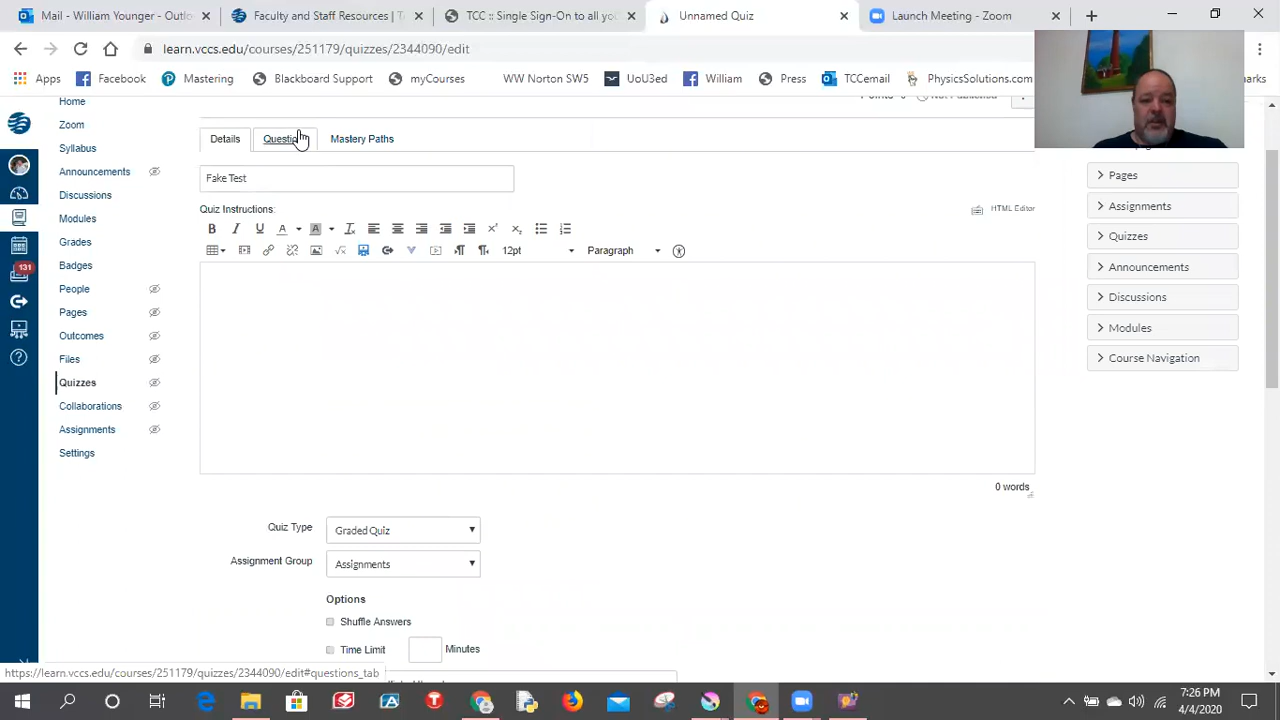 Mail - William Younger - Outlo
Faculty and Staff Resources | T
TCC :: Single Sign-On to all yo
Unnamed Quiz
Launch Meeting - Zoom
learn.vccs.edu/courses/251179/quizzes/2344090/edit
Apps
Facebook
Mastering
Blackboard Support
myCourses
WW Norton SW5
UoU3ed
William
Press
TCCemail
PhysicsSolutions.com
marks
Home
Zoom
Syllabus
Announcements
Discussions
Modules
Grades
Badges
People
Pages
Outcomes
Files
Quizzes
Collaborations
Assignments
Settings
131
Details
Questi
Mastery Paths
Fake Test
Quiz Instructions:
HTML Editor
12pt
Paragraph
0 words
Quiz Type
Graded Quiz
Assignment Group
Assignments
Options
Shuffle Answers
Time Limit
Minutes
Pages
Assignments
Quizzes
Announcements
Discussions
Modules
Course Navigation
https://learn.vccs.edu/courses/251179/quizzes/2344090/edit#questions_tab
7:26 PM
4/4/2020